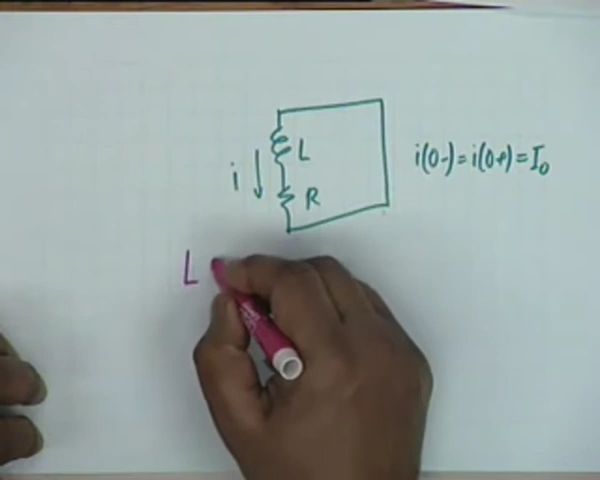 L
i
R
i(0-)=i(0+)=I₀
L